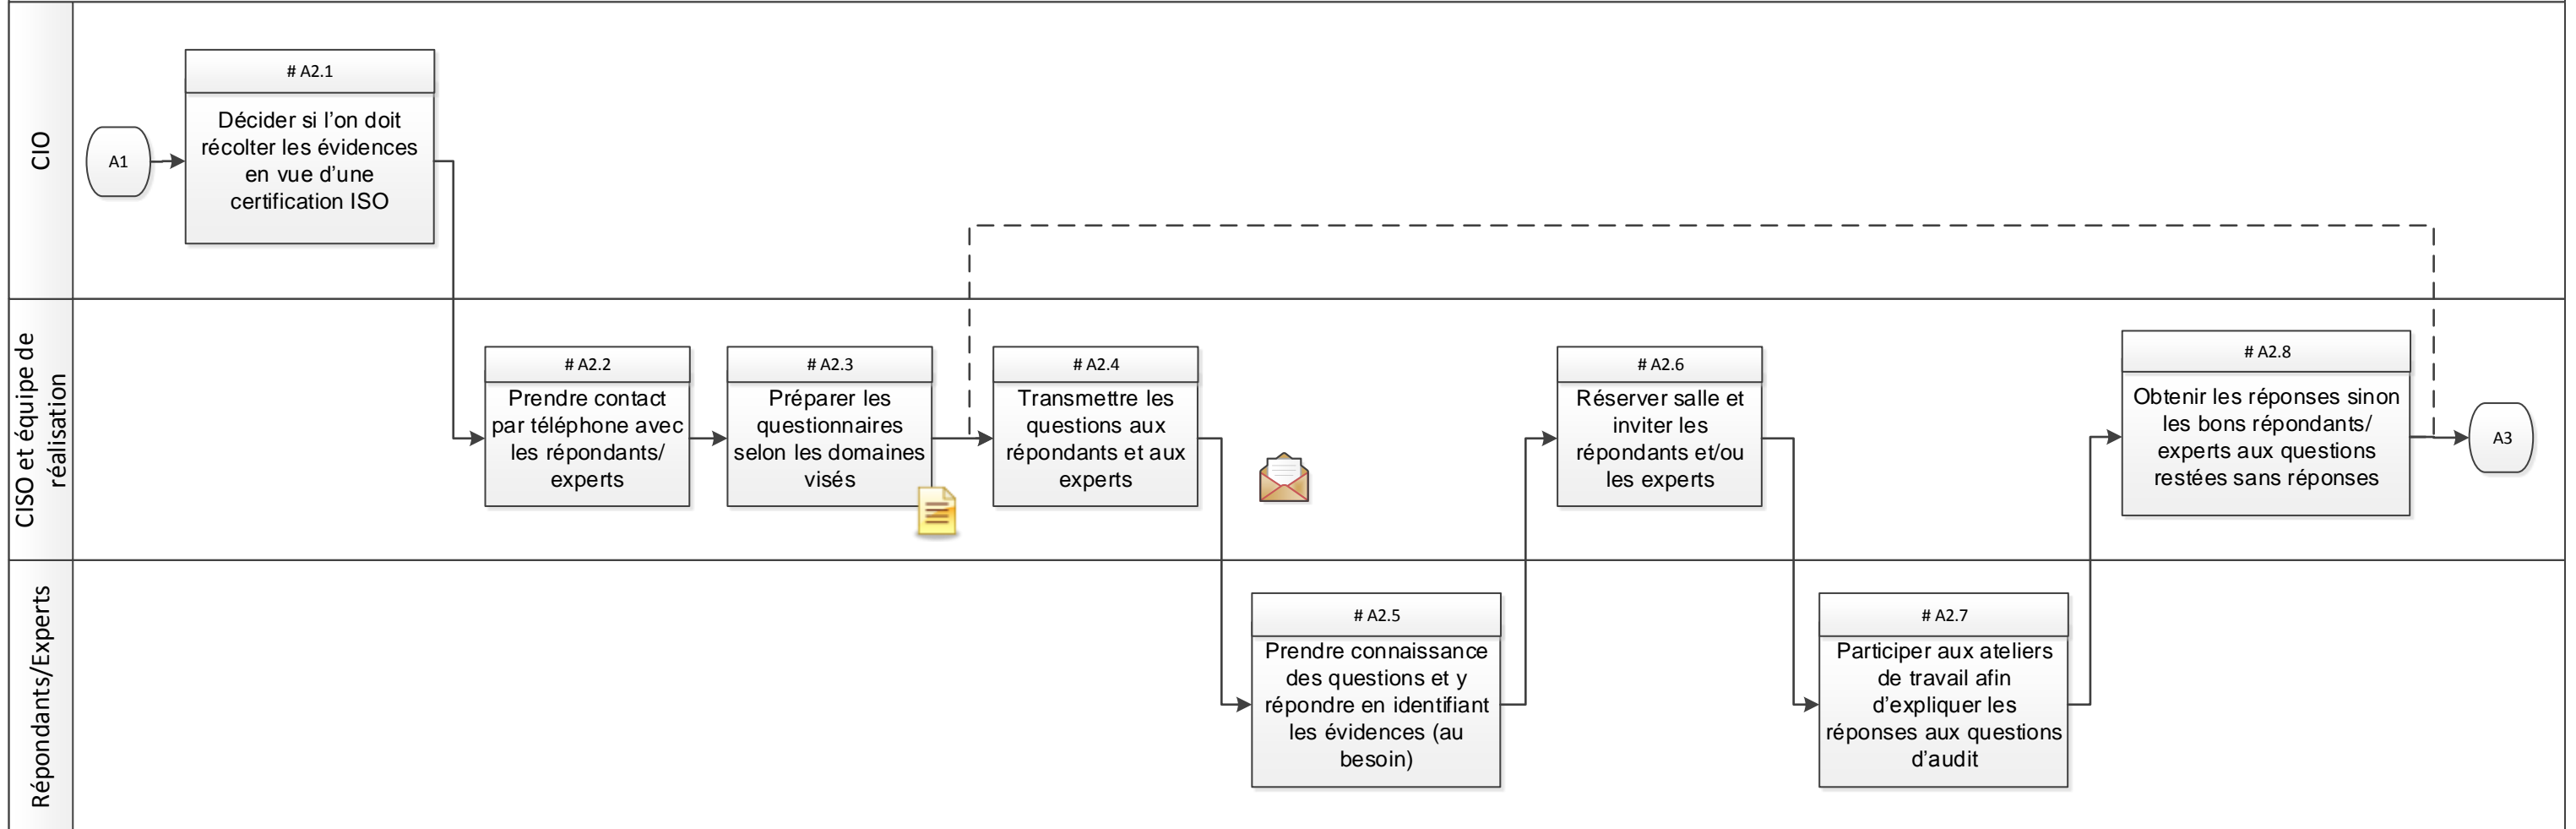 CIO
A1
# A2.1
Décider si l’on doit
récolter les évidences
en vue d’une
certification ISO
CISO et équipe de
réalisation
# A2.2
Prendre contact
par téléphone avec
les répondants/
experts
# A2.3
Préparer les
questionnaires
selon les domaines
visés
# A2.4
Transmettre les
questions aux
répondants et aux
experts
# A2.6
Réserver salle et
inviter les
répondants et/ou
les experts
# A2.8
Obtenir les réponses sinon
les bons répondants/
experts aux questions
restées sans réponses
A3
Répondants/Experts
# A2.5
Prendre connaissance
des questions et y
répondre en identifiant
les évidences (au
besoin)
# A2.7
Participer aux ateliers
de travail afin
d’expliquer les
réponses aux questions
d’audit